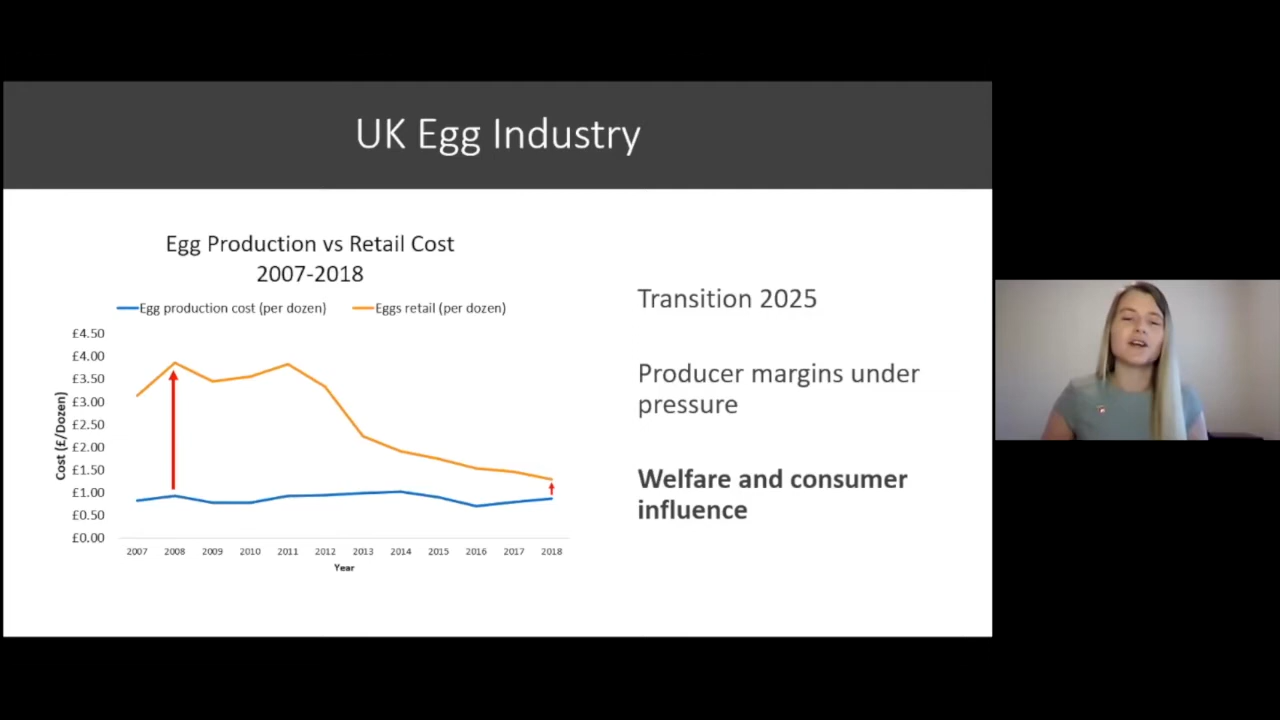 UK Egg Industry
Egg Production vs Retail Cost
2007-2018
Egg production cost (per dozen)
Eggs retail (per dozen)
£4.50
£4.00
£3.50
£3.00
£2.50
£2.00
£1.50
£1.00
£0.50
£0.00
Cost (£/Dozen)
2007 2008 2009 2010 2011 2012 2013 2014 2015 2016 2017 2018
Year
Transition 2025
Producer margins under
pressure
Welfare and consumer
influence